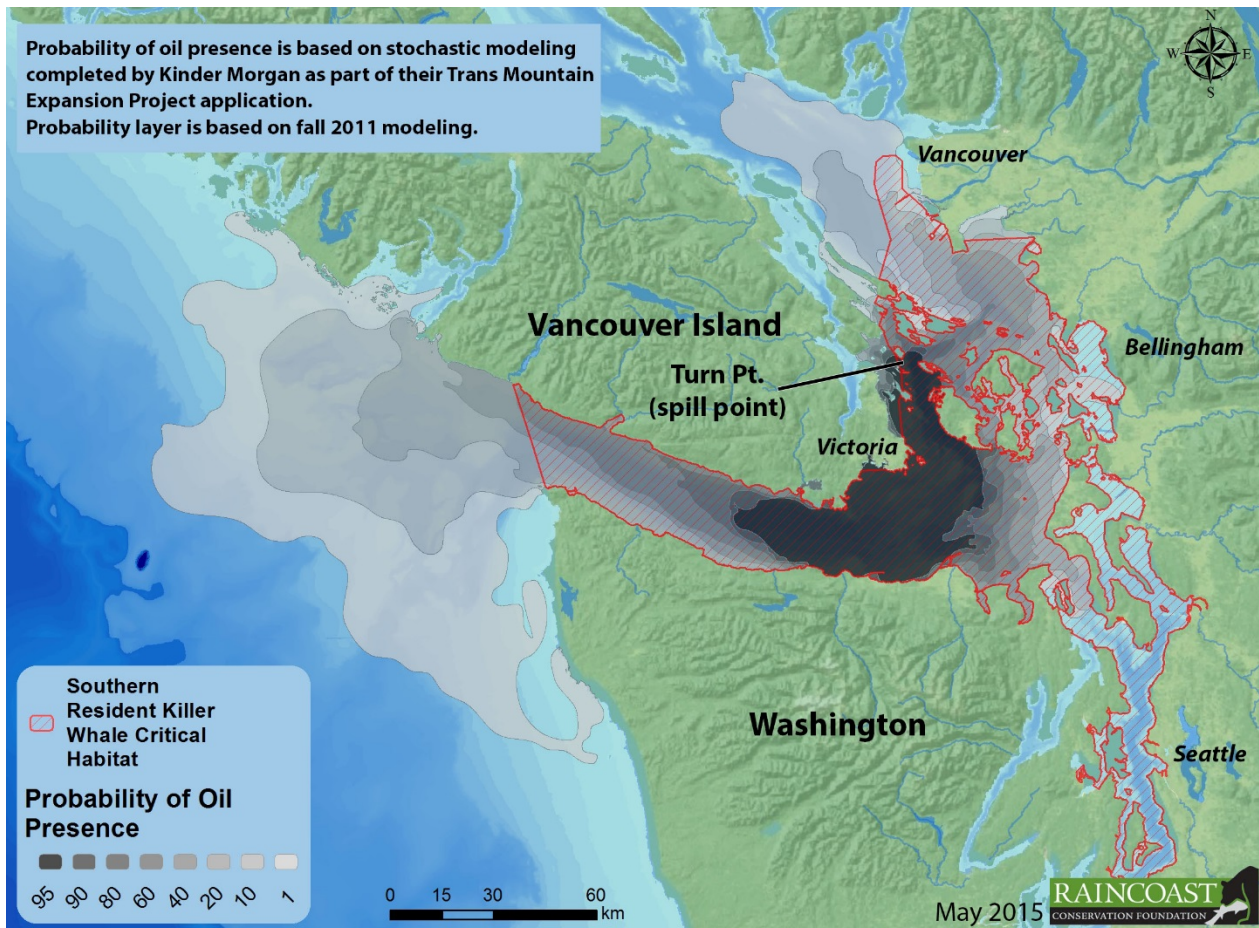 Probability of oil presence is based on stochastic modeling
completed by Kinder Morgan as part of their Trans Mountain
Expansion Project application.
Probability layer is based on fall 2011 modeling.
N
W E
S
Vancouver
Vancouver Island
Bellingham
Turn Pt.
(spill point)
Victoria
Washington
Seattle
Southern
Resident Killer
Whale Critical
Habitat
Probability of Oil
Presence
95 90 80 60 40 20 10 1
0 15 30 60
km
May 2015
RAINCOAST
CONSERVATION FOUNDATION